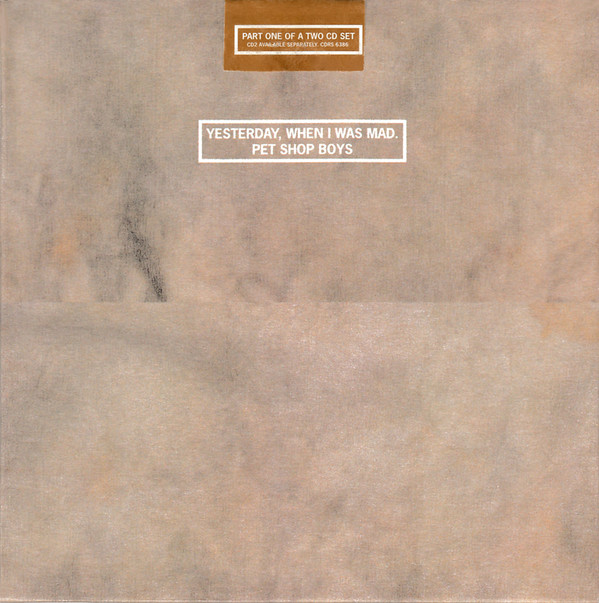 PART ONE OF A TWO CD SET
CD2 AVAILABLE SEPARATELY. CDRS 6386
YESTERDAY, WHEN I WAS MAD.
PET SHOP BOYS